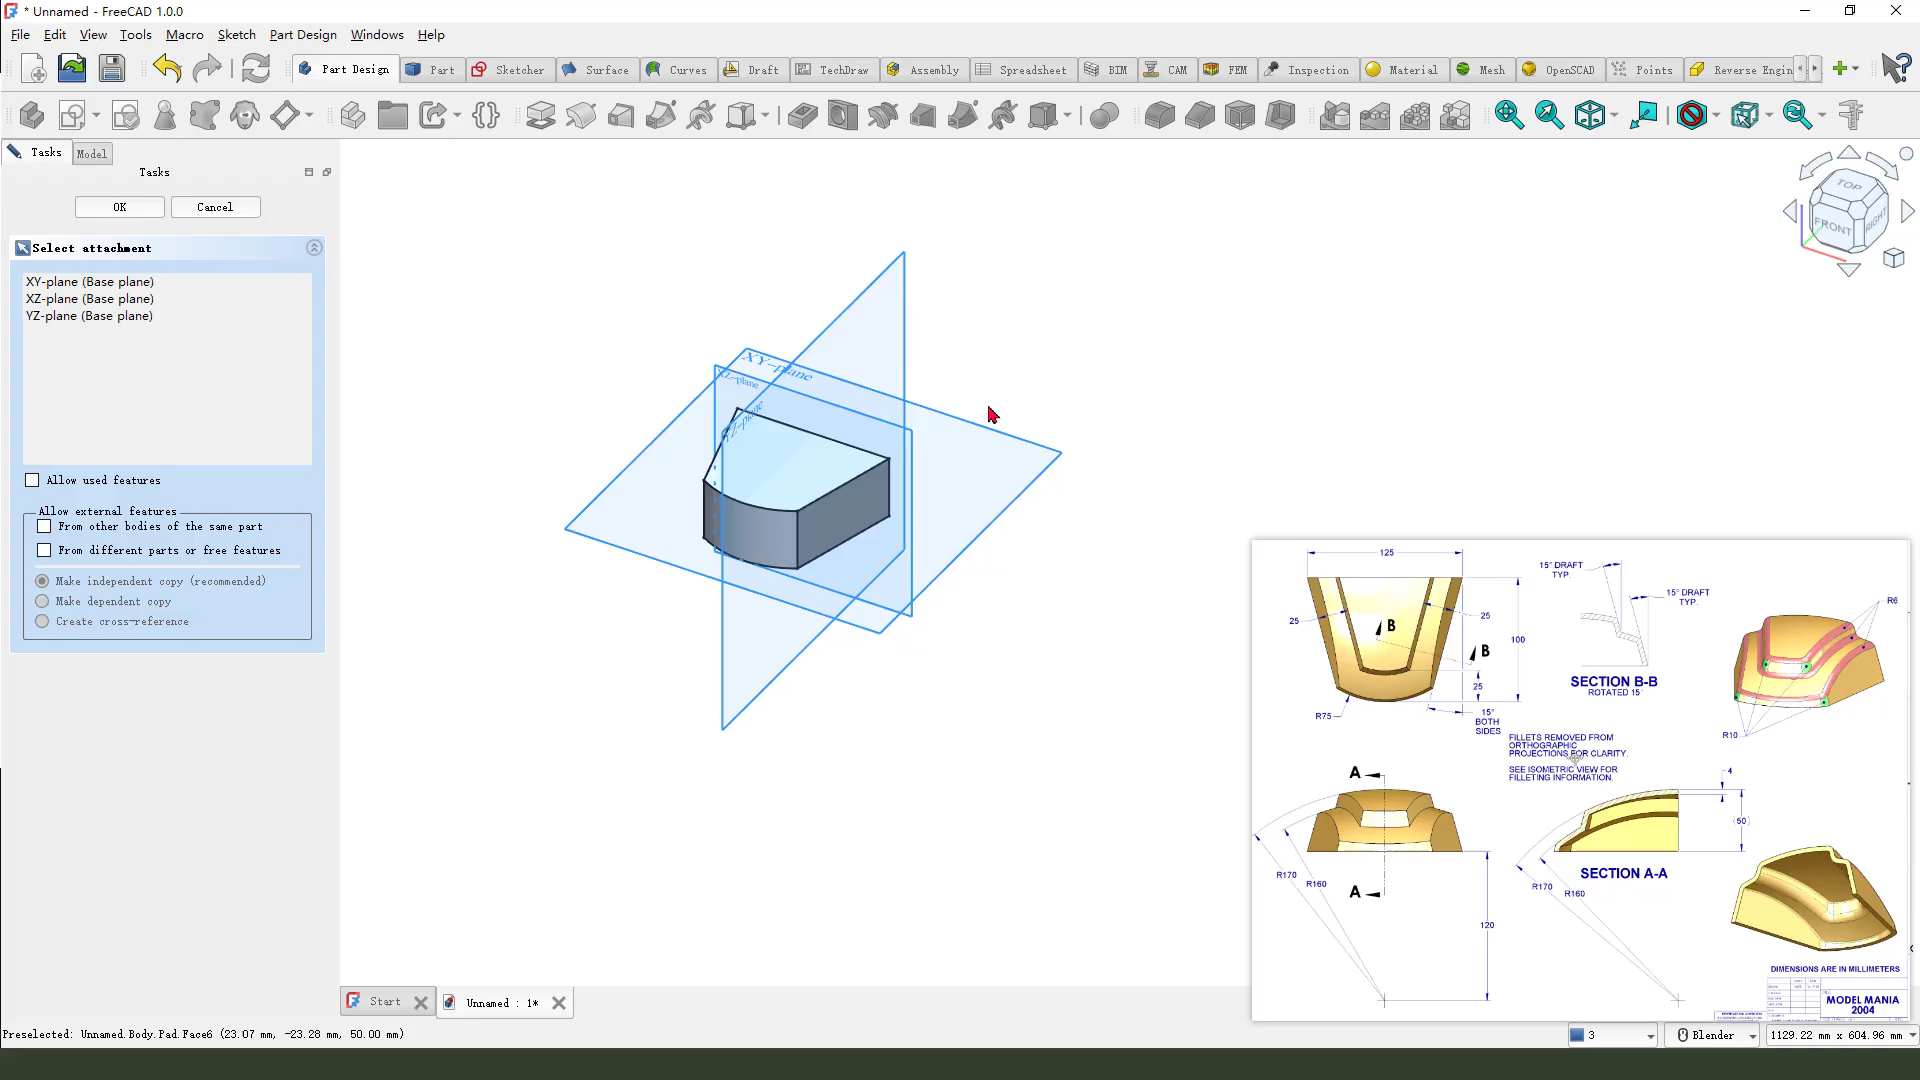 * Unnamed - FreeCAD 1.0.0
File Edit View Tools Macro Sketch Part Design Windows Help
Part Design Part Sketcher Surface Curves Draft TechDraw Assembly Spreadsheet BIM CAM FEM Inspection Material Mesh OpenSCAD Points Reverse Engin
Tasks Model
Tasks
OK Cancel
Select attachment
XY-plane (Base plane)
XZ-plane (Base plane)
YZ-plane (Base plane)
Allow used features
Allow external features
From other bodies of the same part
From different parts or free features
Make independent copy (recommended)
Make dependent copy
Create cross-reference
XY-plane
XZ-plane
YZ-plane
TOP
FRONT
RIGHT
125
25
25
B
B
100
25
R75
15°
BOTH
SIDES
15° DRAFT
TYP.
15° DRAFT
TYP.
SECTION B-B
ROTATED 15°
R6
R10
FILLETS REMOVED FROM
ORTHOGRAPHIC
PROJECTIONS FOR CLARITY.
SEE ISOMETRIC VIEW FOR
FILLETING INFORMATION.
A
A
R170
R160
120
4
50
SECTION A-A
R170
R160
DIMENSIONS ARE IN MILLIMETERS
MODEL MANIA
2004
Start
Unnamed : 1*
Preselected: Unnamed.Body.Pad.Face6 (23.07 mm, -23.28 mm, 50.00 mm)
3
Blender
1129.22 mm x 604.96 mm